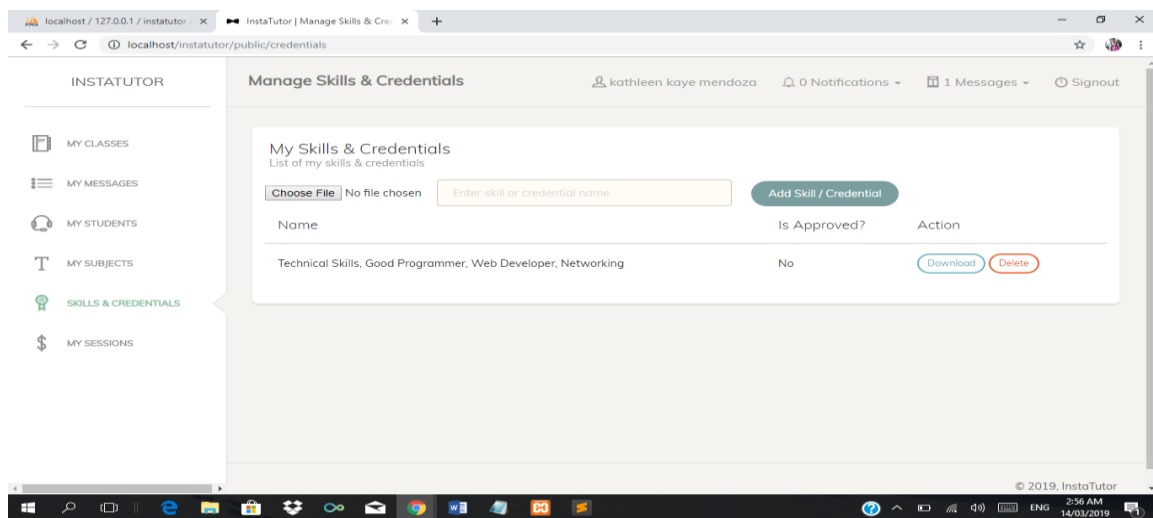 localhost / 127.0.0.1 / instatutor / InstaTutor | Manage Skills & Cre
localhost/instatutor/public/credentials
INSTATUTOR
Manage Skills & Credentials
kathleen kaye mendoza
0 Notifications
1 Messages
Signout
MY CLASSES
MY MESSAGES
MY STUDENTS
MY SUBJECTS
SKILLS & CREDENTIALS
MY SESSIONS
My Skills & Credentials
List of my skills & credentials
Choose File No file chosen
Enter skill or credential name
Add Skill / Credential
Name Is Approved? Action
Technical Skills, Good Programmer, Web Developer, Networking No Download Delete
© 2019, InstaTutor
ENG
2:56 AM
14/03/2019